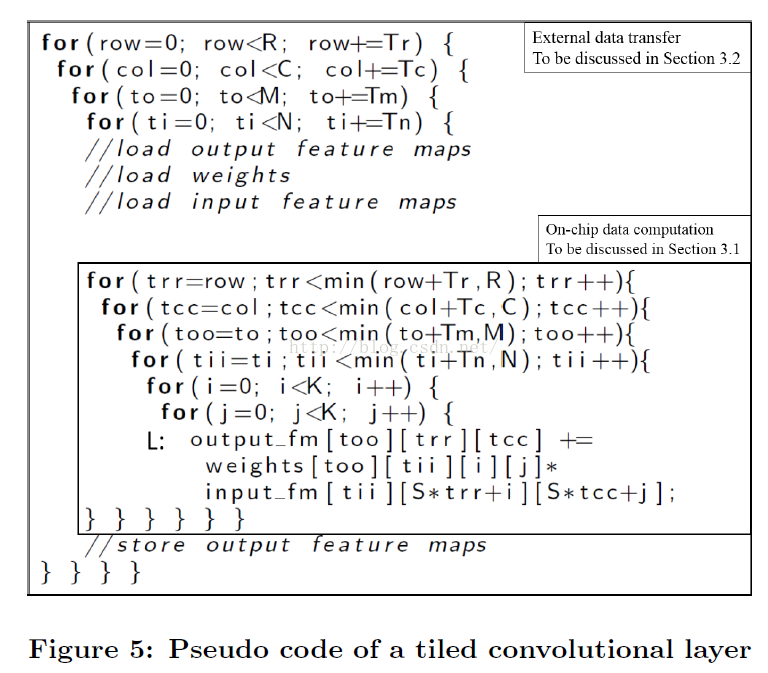 for(row=0; row<R; row+=Tr) {
External data transfer
To be discussed in Section 3.2
for(col=0; col<C; col+=Tc) {
for(to=0; to<M; to+=Tm) {
for(ti=0; ti<N; ti+=Tn) {
//load output feature maps
//load weights
//load input feature maps
On-chip data computation
To be discussed in Section 3.1
for(trr=row;trr<min(row+Tr,R);trr++){
for(tcc=col;tcc<min(col+Tc,C);tcc++){
for(too=to;too<min(to+Tm,M);too++){
http://blog.csdn.net/
for(tii=ti;tii<min(ti+Tn,N);tii++){
for(i=0; i<K; i++) {
for(j=0; j<K; j++) {
L: output_fm[too][trr][tcc] +=
weights[too][tii][i][j]*
input_fm[tii][S*trr+i][S*tcc+j];
} } } } } }
//store output feature maps
} } } }
Figure 5: Pseudo code of a tiled convolutional layer